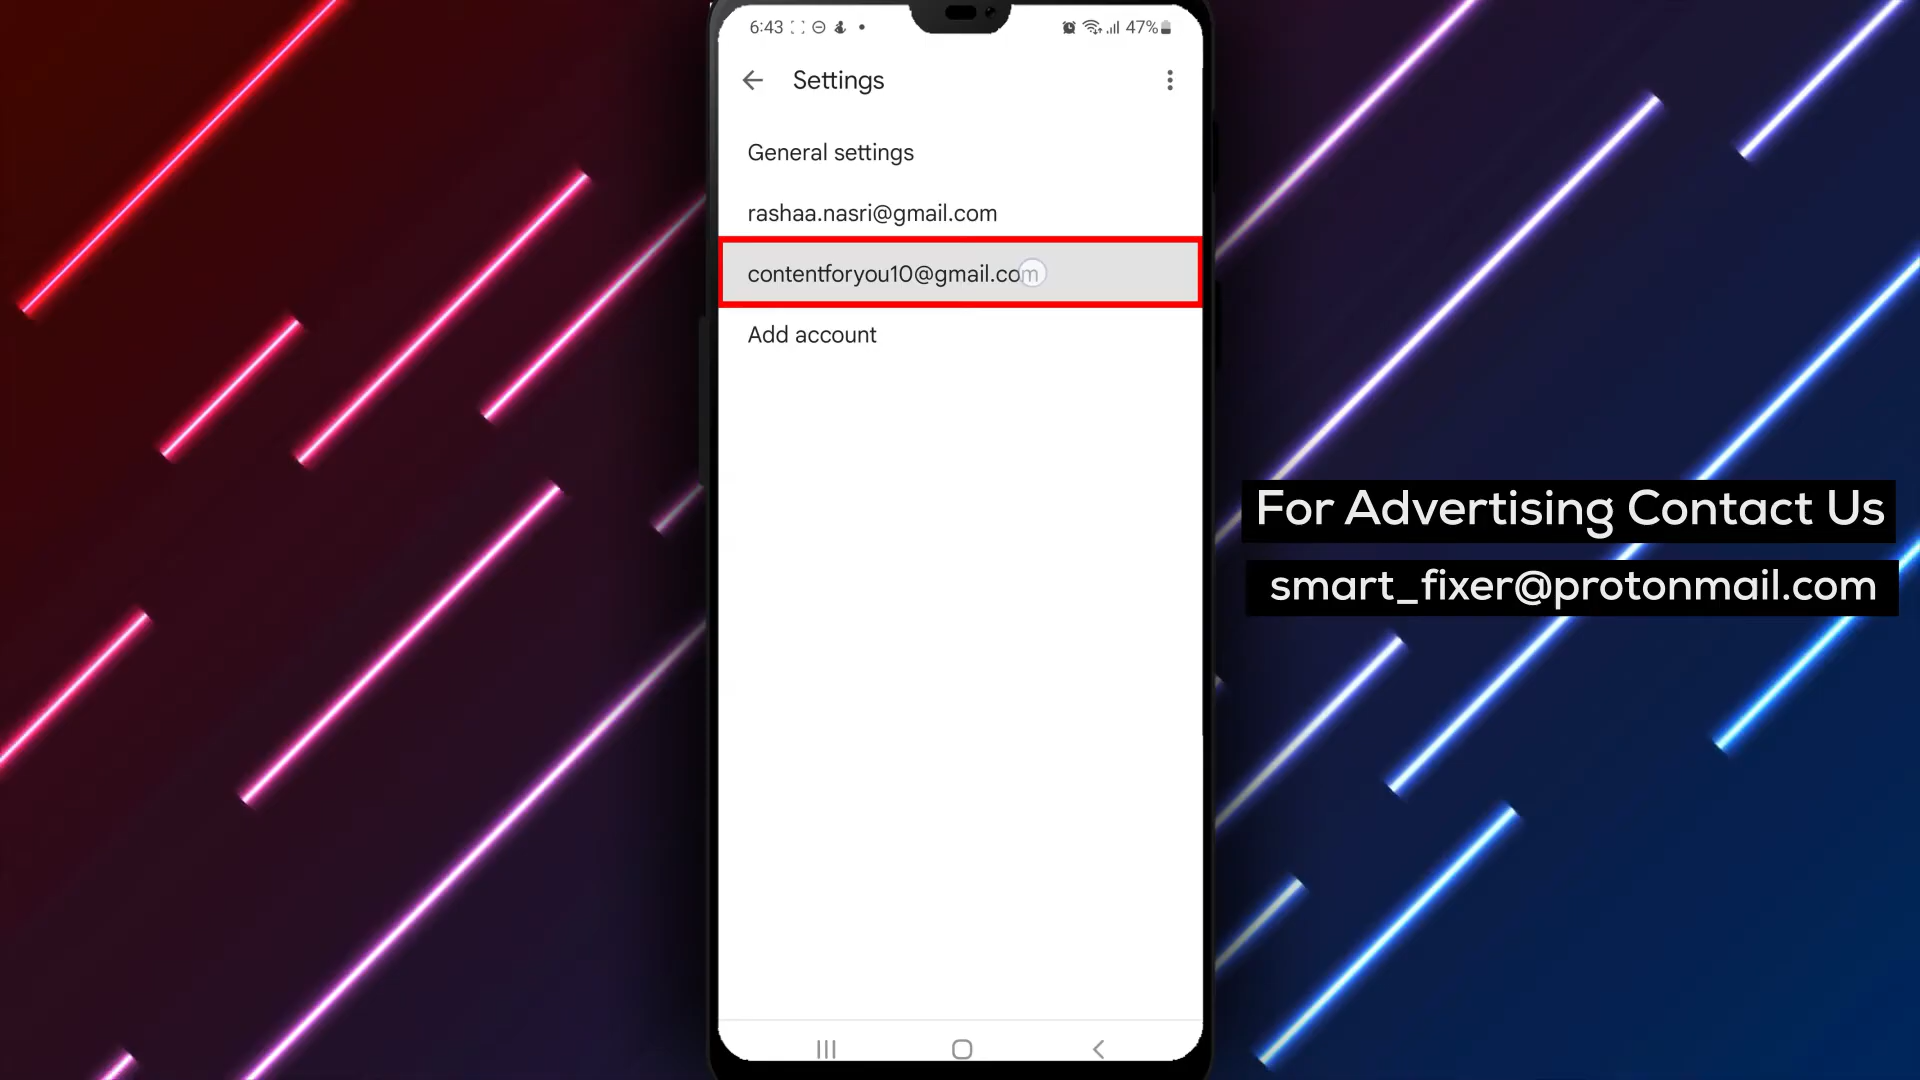 6:43 47%
Settings
General settings
rashaa.nasri@gmail.com
contentforyou10@gmail.com
Add account
For Advertising Contact Us
smart_fixer@protonmail.com